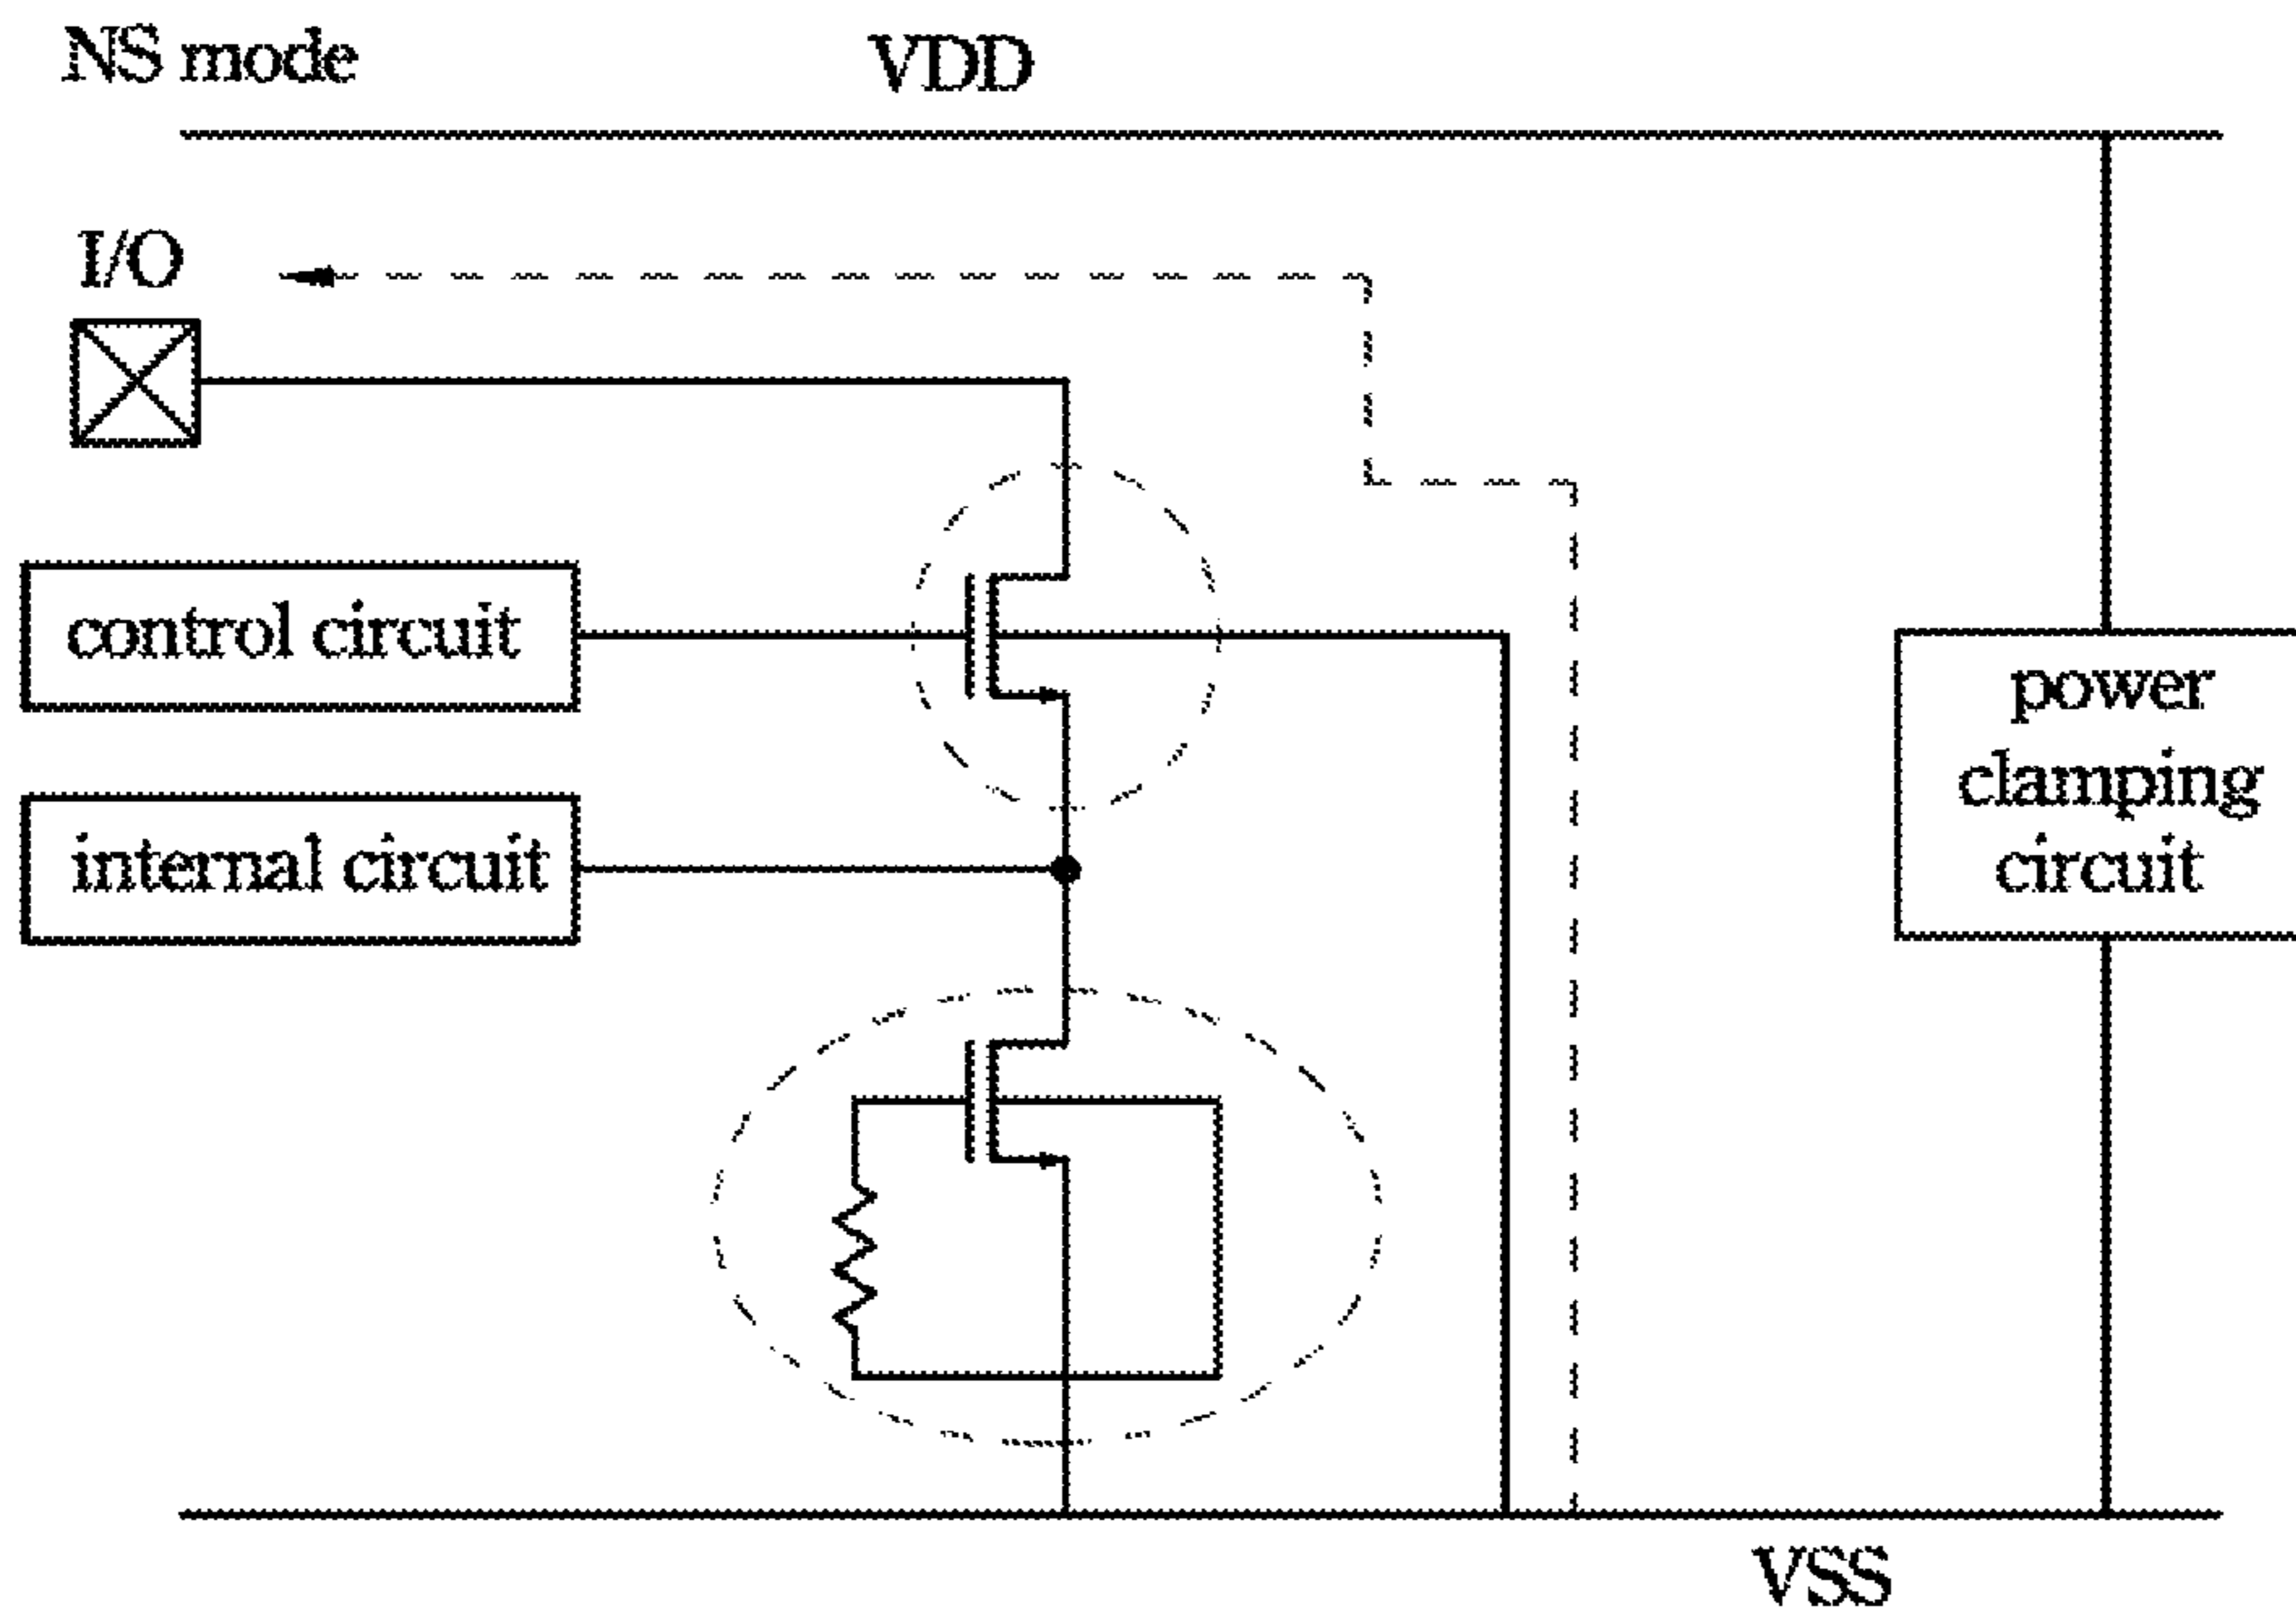 NS mode
VDD
I/O
control circuit
internal circuit
power
clamping
circuit
VSS